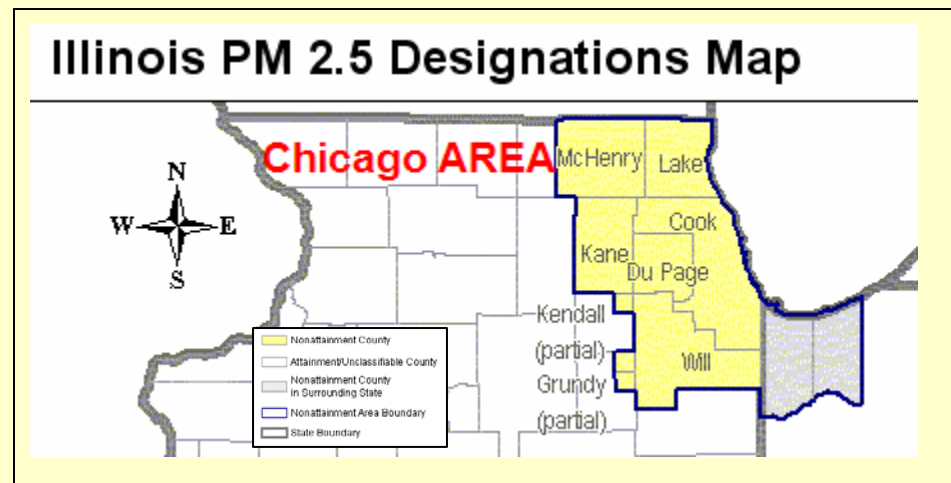 Illinois PM 2.5 Designations Map
Chicago AREA
McHenry
Lake
N
W
E
S
Cook
Kane
Du Page
Kendall
(partial)
Will
Grundy
(partial)
Nonattainment County
Attainment/Unclassifiable County
Nonattainment County
in Surrounding State
Nonattainment Area Boundary
State Boundary